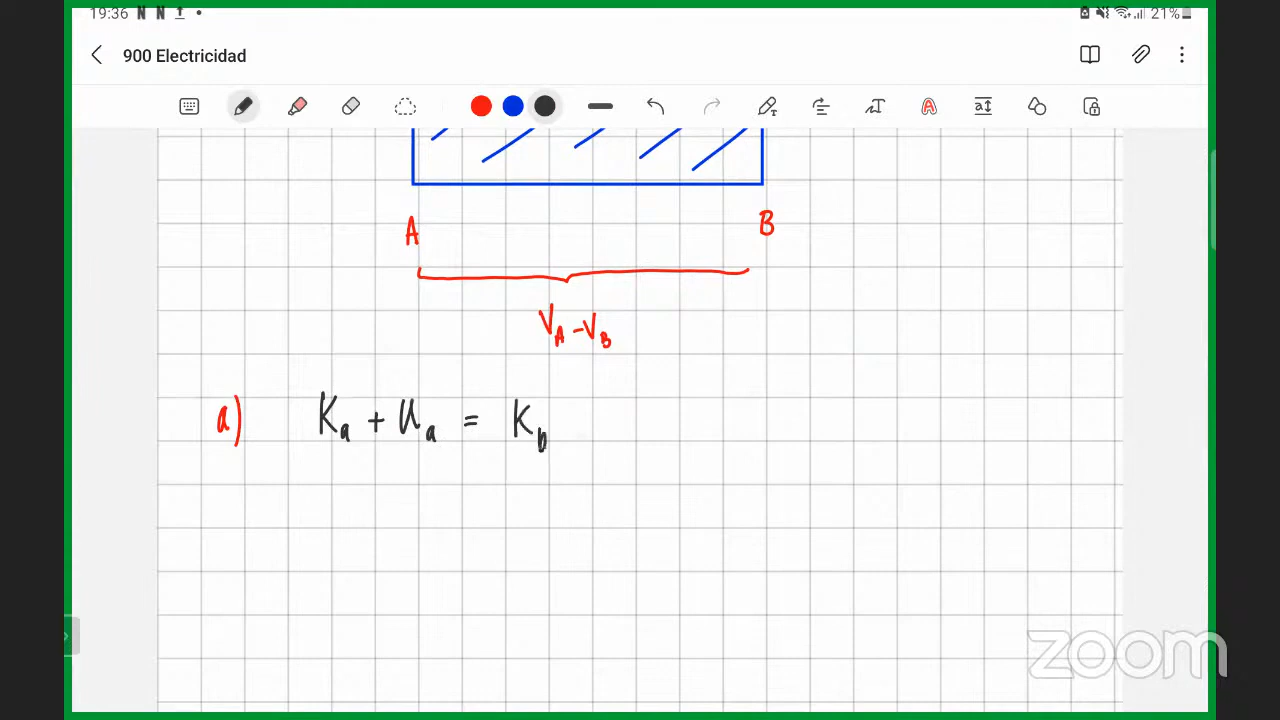 19:36 N N 21%
900 Electricidad
A B
V_A - V_B
a) K_a + U_a = K_b
zoom